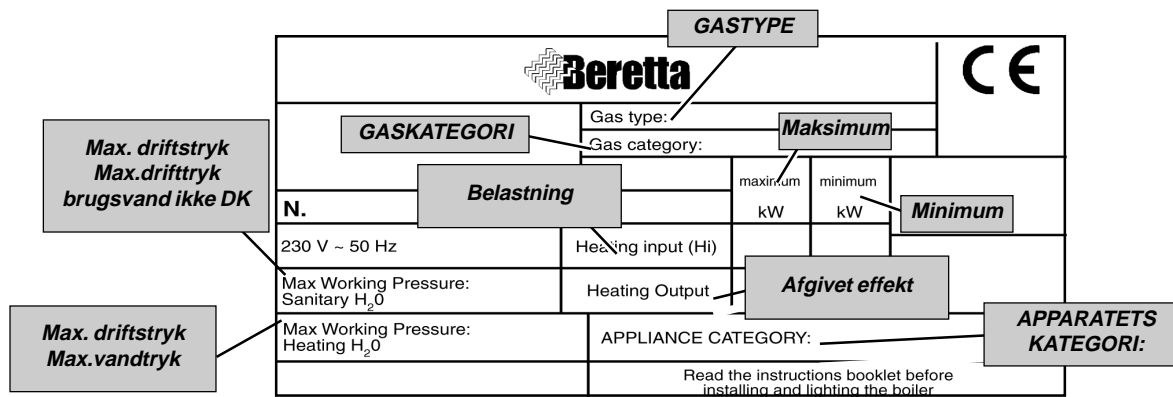 GASTYPE
Beretta
CE
Gas type:
GASKATEGORI
Maksimum
Gas category:
Max. driftstryk
Max.drifttryk
brugsvand ikke DK
Belastning
maximum
minimum
N.
kW
kW
Minimum
230 V ~ 50 Hz
Heating input (Hi)
Max Working Pressure:
Sanitary H₂0
Heating Output
Afgivet effekt
Max. driftstryk
Max.vandtryk
Max Working Pressure:
Heating H₂0
APPLIANCE CATEGORY:
APPARATETS
KATEGORI:
Read the instructions booklet before
installing and lighting the boiler